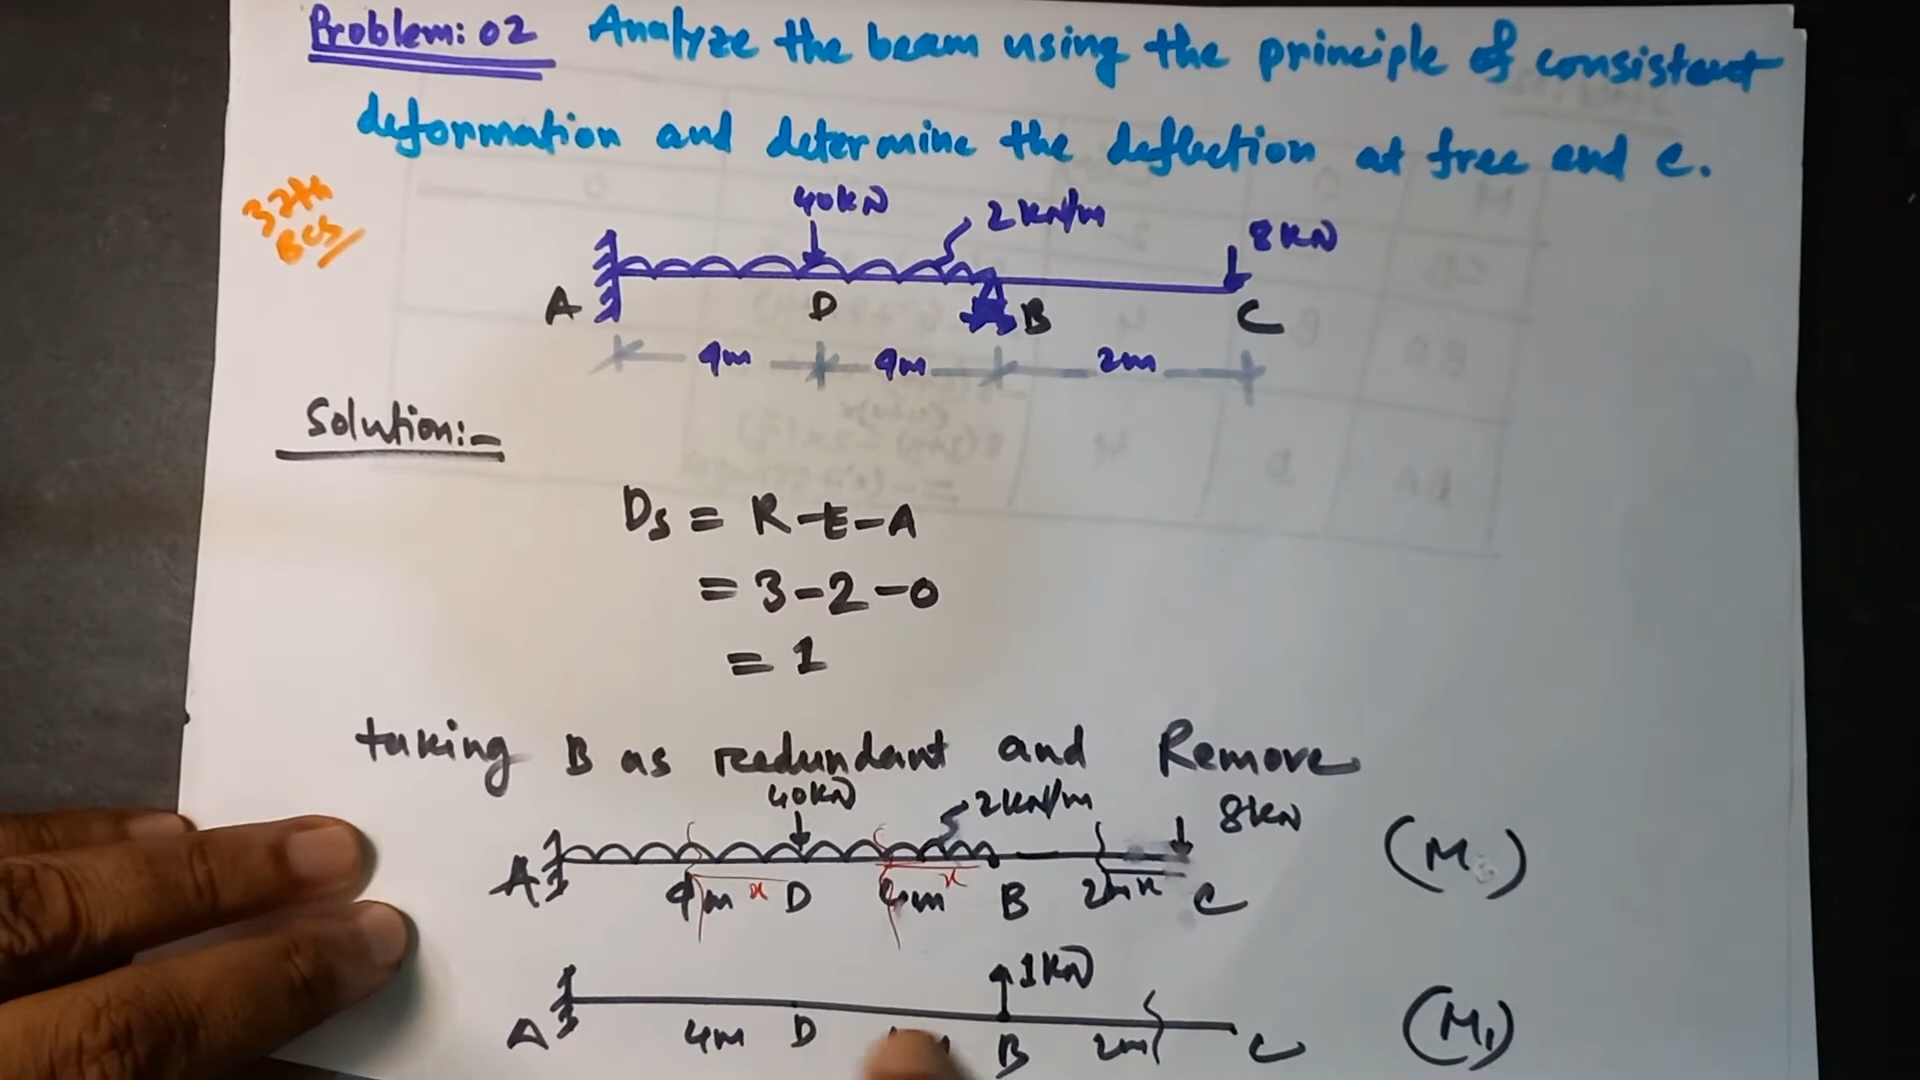 Problem: 02 Analyze the beam using the principle of consistent
deformation and determine the deflection at free end C.
37th
BCS
40kN 2kN/m 8kN
A D B C
4m 4m 2m
Solution:-
Ds = R-E-A
= 3-2-0
= 1
taking B as redundant and Remove
40kN 2kN/m 8kN
A 4m x D 4m x B 2m x C (M
1kN
A 4m D B 2m C (M₁)